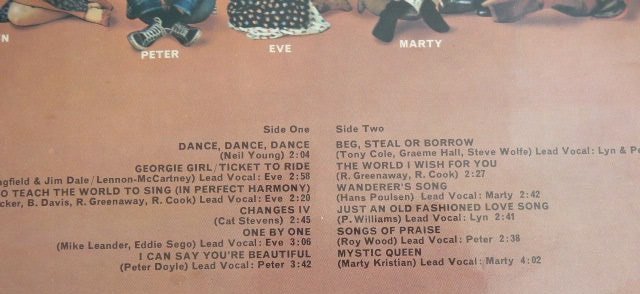 N
PETER
EVE
MARTY
Side One
DANCE, DANCE, DANCE
(Neil Young) 2:04
GEORGIE GIRL/TICKET TO RIDE
ngfield & Jim Dale/Lennon-McCartney) Lead Vocal: Eve 2:58
O TEACH THE WORLD TO SING (IN PERFECT HARMONY)
cker, B. Davis, R. Greenaway, R. Cook) Lead Vocal: Eve 2:20
CHANGES IV
(Cat Stevens) 2:45
ONE BY ONE
(Mike Leander, Eddie Sego) Lead Vocal: Eve 3:06
I CAN SAY YOU'RE BEAUTIFUL
(Peter Doyle) Lead Vocal: Peter 3:42
Side Two
BEG, STEAL OR BORROW
(Tony Cole, Graeme Hall, Steve Wolfe) Lead Vocal: Lyn & Pe
THE WORLD I WISH FOR YOU
(R. Greenaway, R. Cook) 2:27
WANDERER'S SONG
(Hans Poulsen) Lead Vocal: Marty 2:42
JUST AN OLD FASHIONED LOVE SONG
(P. Williams) Lead Vocal: Lyn 2:41
SONGS OF PRAISE
(Roy Wood) Lead Vocal: Peter 2:38
MYSTIC QUEEN
(Marty Kristian) Lead Vocal: Marty 4:02